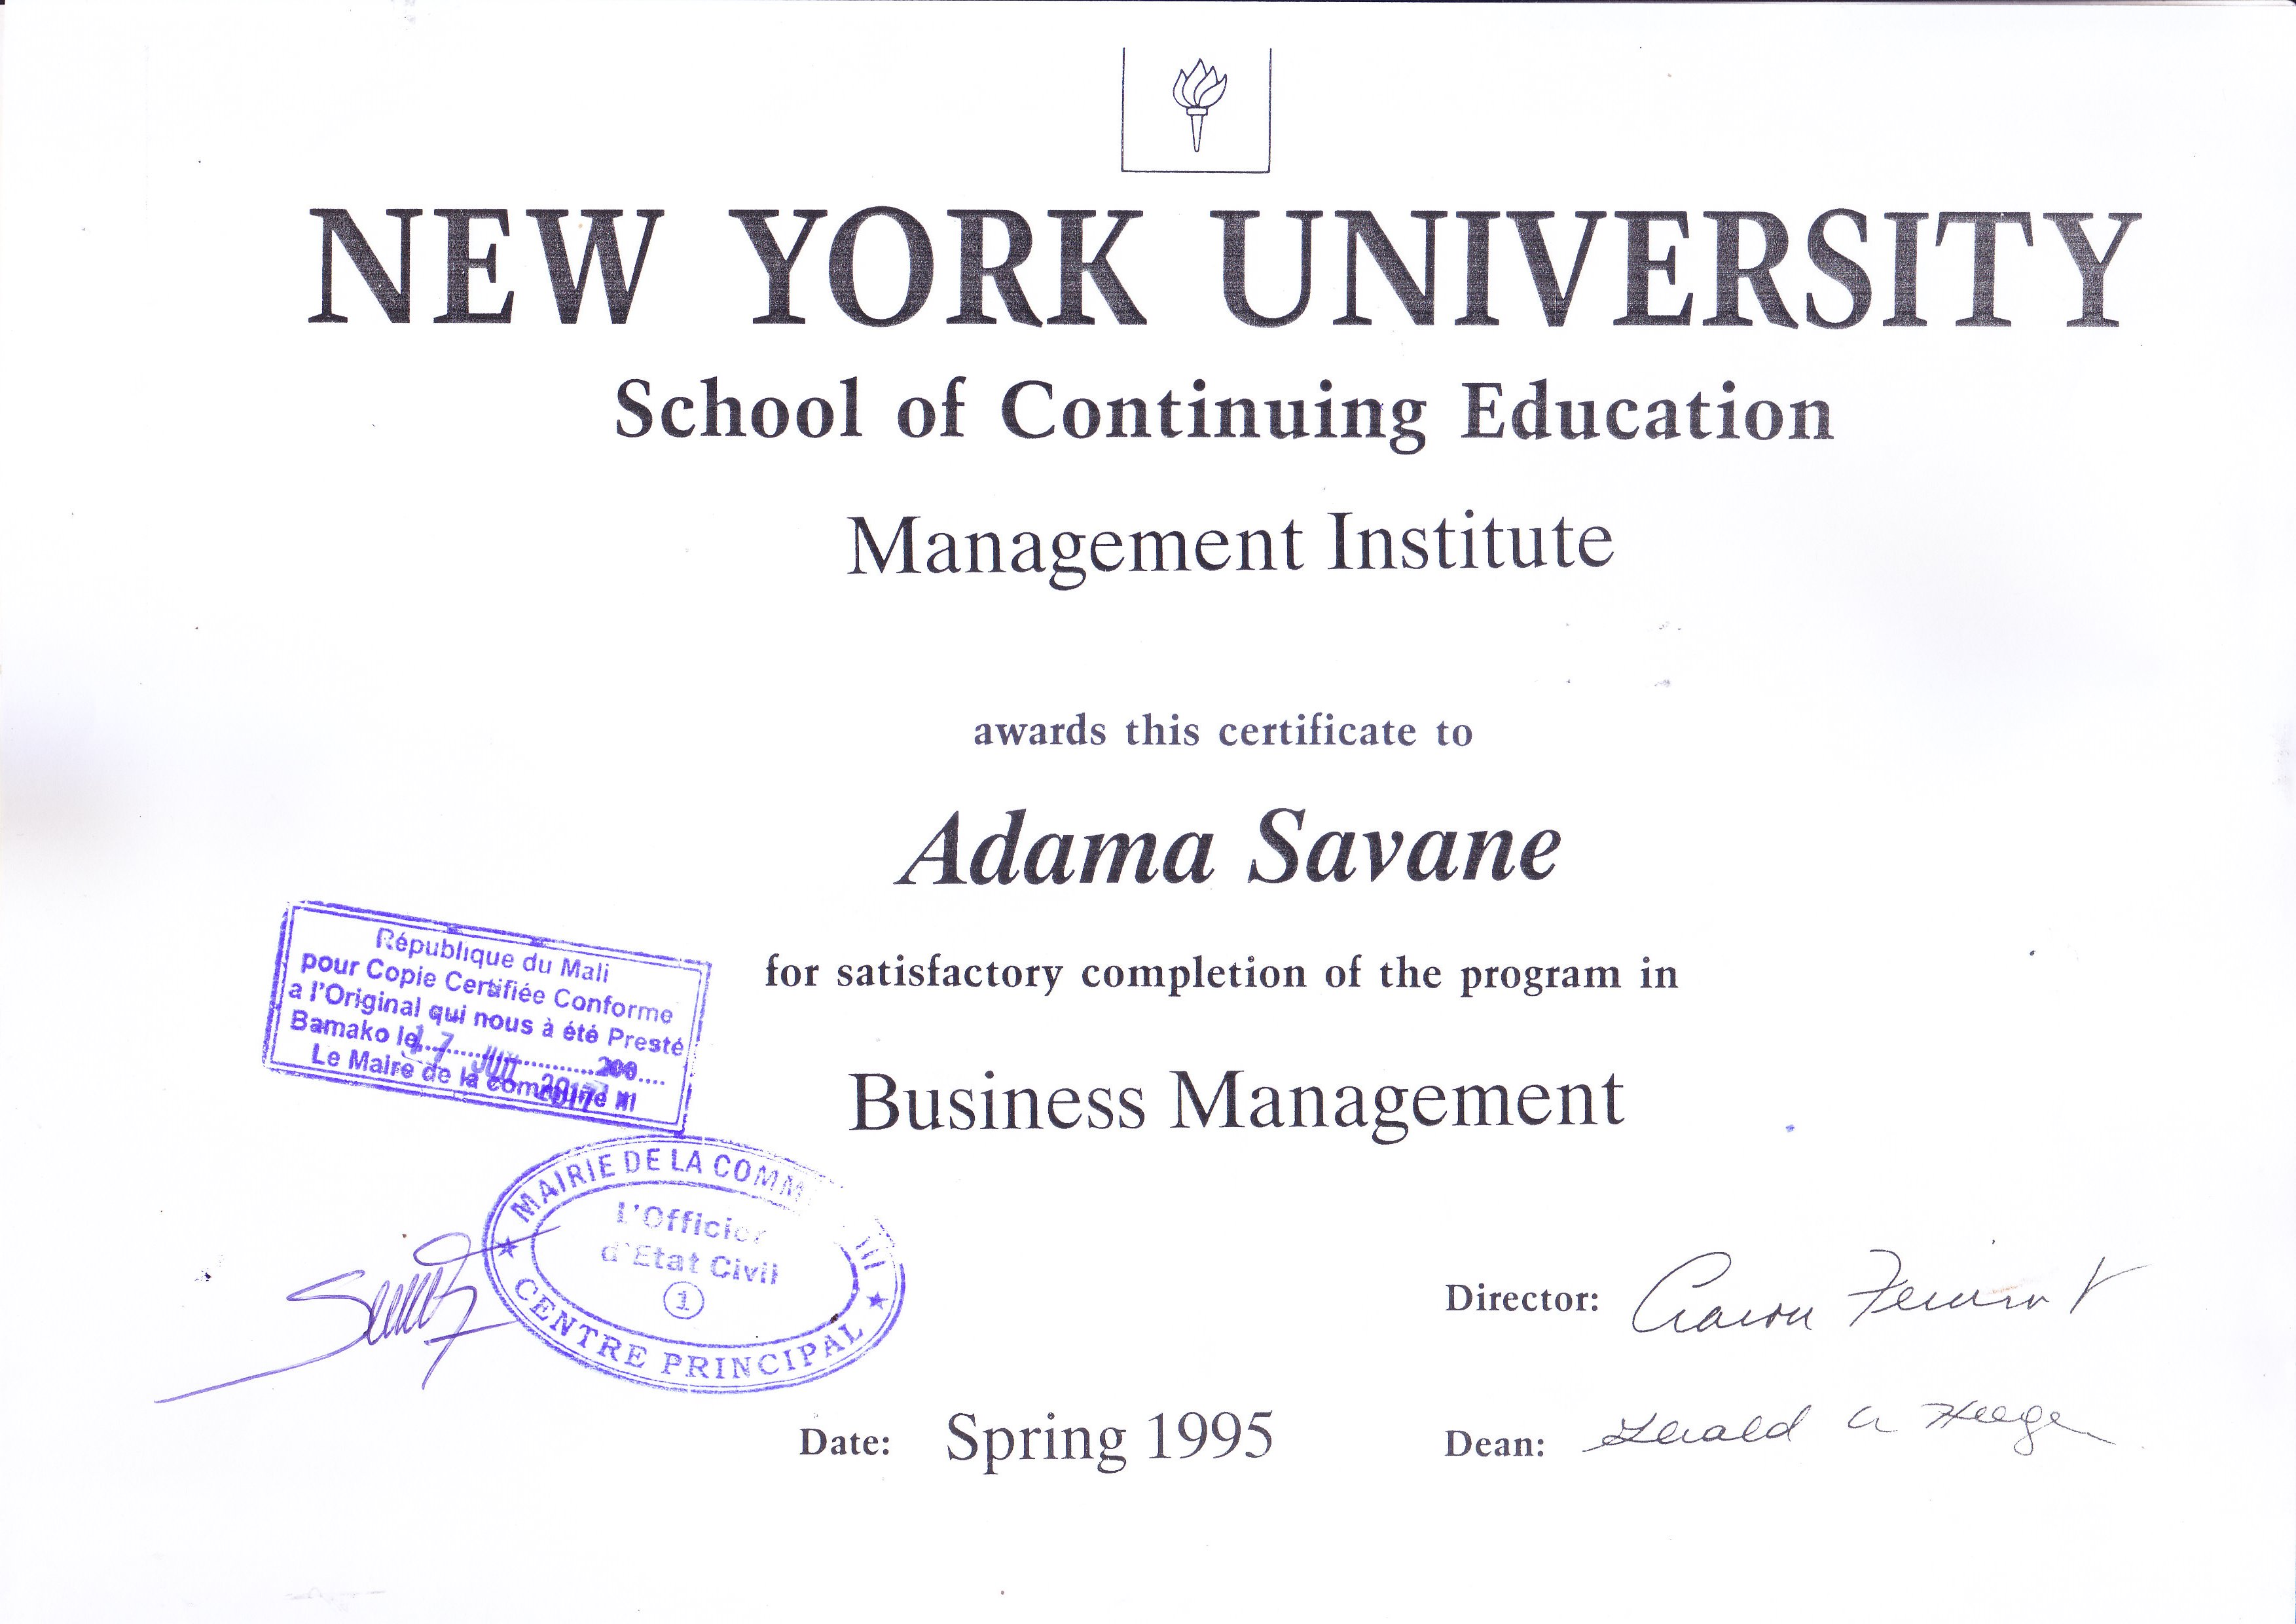 NEW YORK UNIVERSITY
School of Continuing Education
Management Institute
awards this certificate to
Adama Savane
for satisfactory completion of the program in
Business Management
République du Mali
pour Copie Certifiée Conforme
a l'Original qui nous à été Presté
Bamako le 17 JUIL 2017 200
Le Maire de la commune III
MAIRIE DE LA COMM III
L'Officier
d'Etat Civil
1
CENTRE PRINCIPAL
Director:
Date: Spring 1995
Dean: Gerald A Heeger